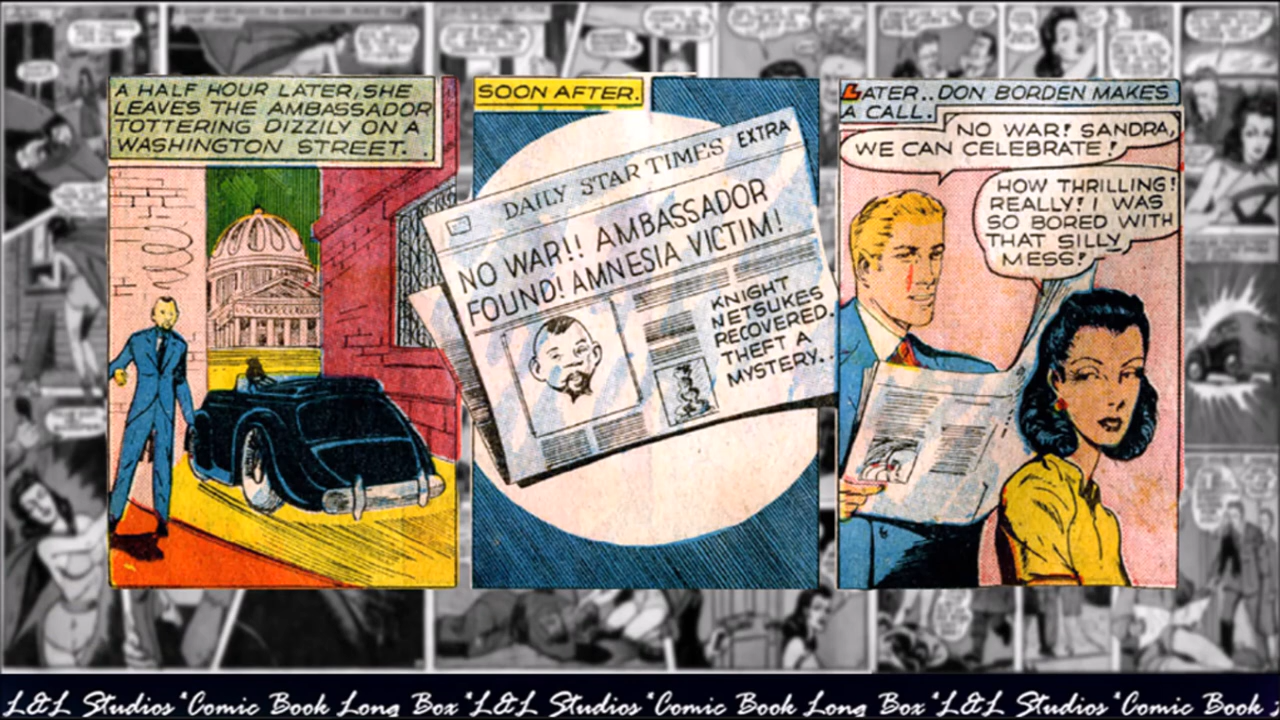 A HALF HOUR LATER, SHE
LEAVES THE AMBASSADOR
TOTTERING DIZZILY ON A
WASHINGTON STREET. . .
SOON AFTER.
DAILY STAR TIMES EXTRA
NO WAR!! AMBASSADOR
FOUND! AMNESIA VICTIM!
KNIGHT
NETSUKES
RECOVERED.
THEFT A
MYSTERY. .
LATER.. DON BORDEN MAKES
A CALL.
NO WAR! SANDRA,
WE CAN CELEBRATE!
HOW THRILLING!
REALLY! I WAS
SO BORED WITH
THAT SILLY
MESS!
L&L Studios *Comic Book Long Box *L&L Studios *Comic Book Long Box *L&L Studios *Comic Book